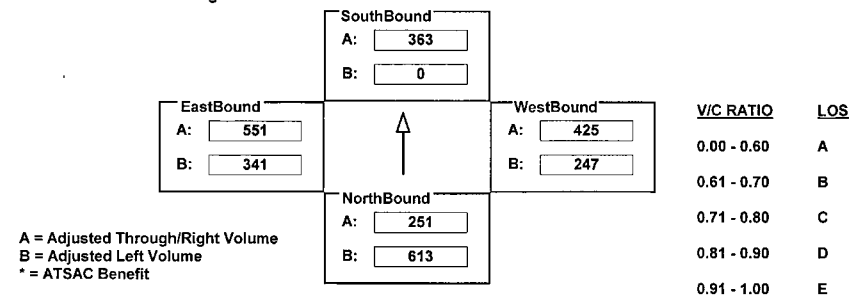 SouthBound
A: 363
B: 0
EastBound
A: 551
B: 341
WestBound
A: 425
B: 247
NorthBound
A: 251
B: 613
A = Adjusted Through/Right Volume
B = Adjusted Left Volume
* = ATSAC Benefit
V/C RATIO LOS
0.00 - 0.60 A
0.61 - 0.70 B
0.71 - 0.80 C
0.81 - 0.90 D
0.91 - 1.00 E